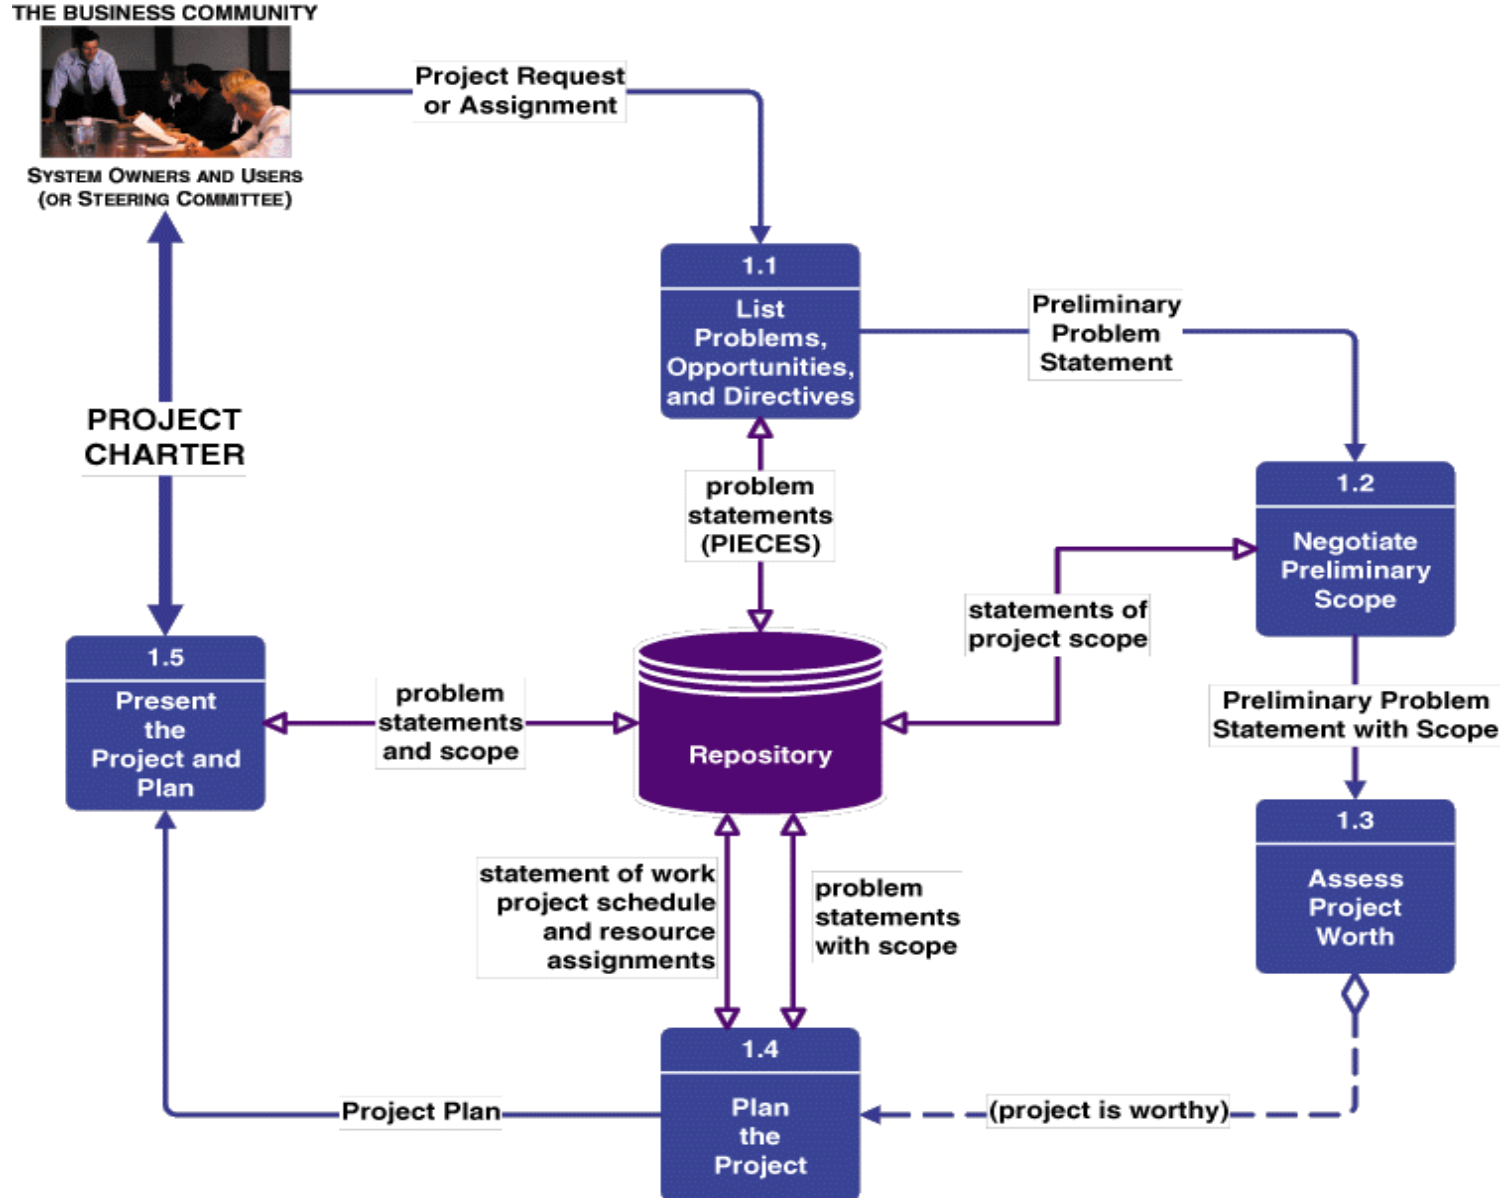 THE BUSINESS COMMUNITY
SYSTEM OWNERS AND USERS
(OR STEERING COMMITTEE)
Project Request
or Assignment
1.1
List
Problems,
Opportunities,
and Directives
Preliminary
Problem
Statement
1.2
Negotiate
Preliminary
Scope
PROJECT
CHARTER
problem
statements
(PIECES)
statements of
project scope
Preliminary Problem
Statement with Scope
1.5
Present
the
Project and
Plan
problem
statements
and scope
Repository
1.3
Assess
Project
Worth
statement of work
project schedule
and resource
assignments
problem
statements
with scope
1.4
Plan
the
Project
Project Plan
(project is worthy)